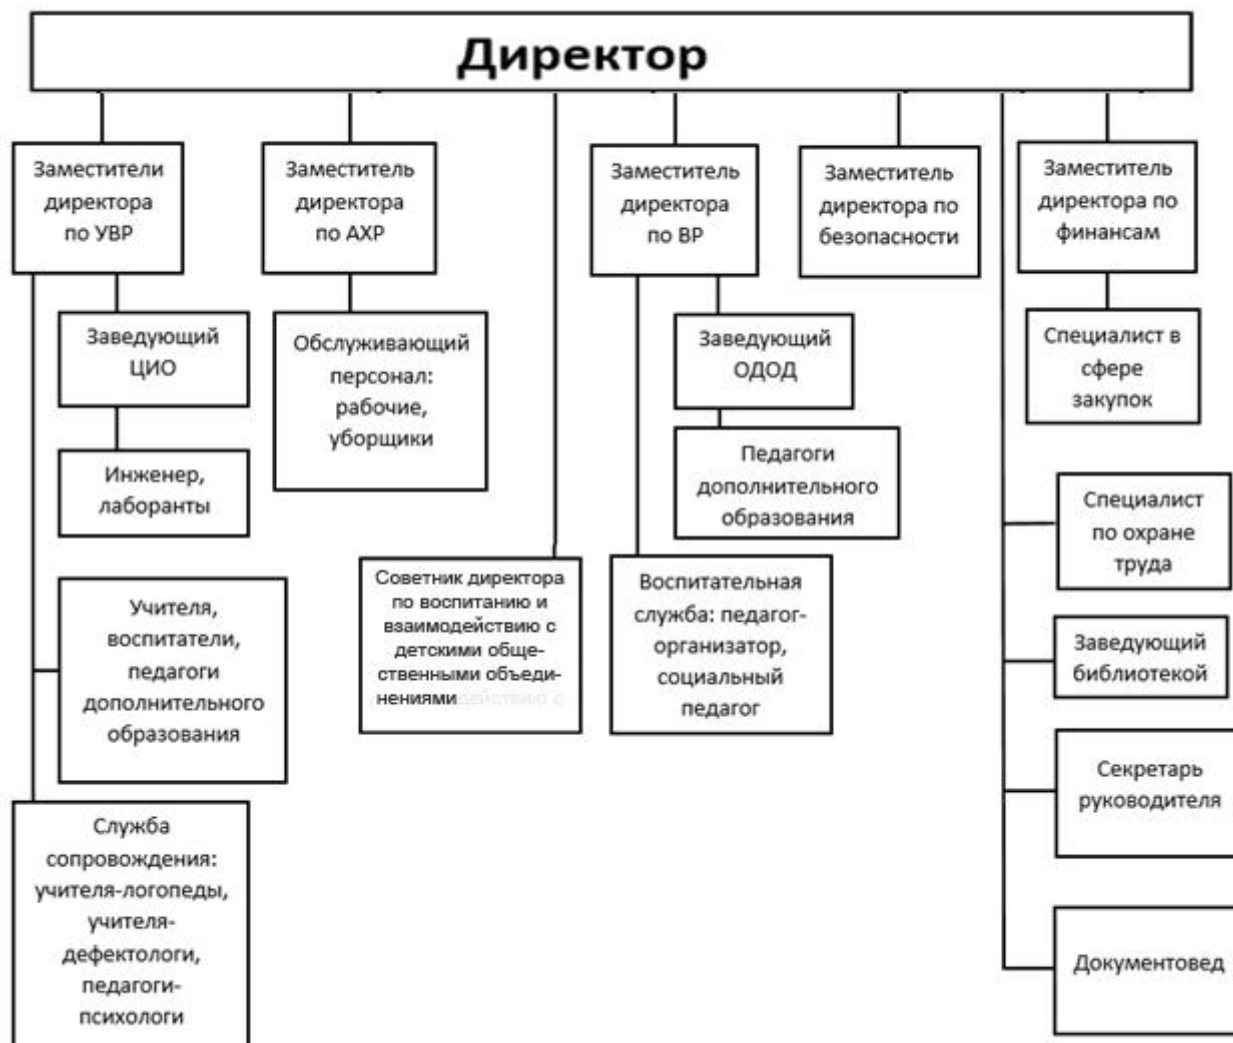 Директор
Заместители
директора
по УВР
Заместитель
директора
по АХР
Заместитель
директора
по ВР
Заместитель
директора по
безопасности
Заместитель
директора по
финансам
Заведующий
ЦИО
Обслуживающий
персонал:
рабочие,
уборщики
Заведующий
ОДОД
Специалист в
сфере
закупок
Инженер,
лаборанты
Педагоги
дополнительного
образования
Специалист
по охране
труда
Учителя,
воспитатели,
педагоги
дополнительного
образования
Советник директора
по воспитанию и
взаимодействию с
детскими обще-
ственными объеди-
нениями действию с
Воспитательная
служба: педагог-
организатор,
социальный
педагог
Заведующий
библиотекой
Секретарь
руководителя
Служба
сопровождения:
учителя-логопеды,
учителя-
дефектологи,
педагоги-
психологи
Документовед